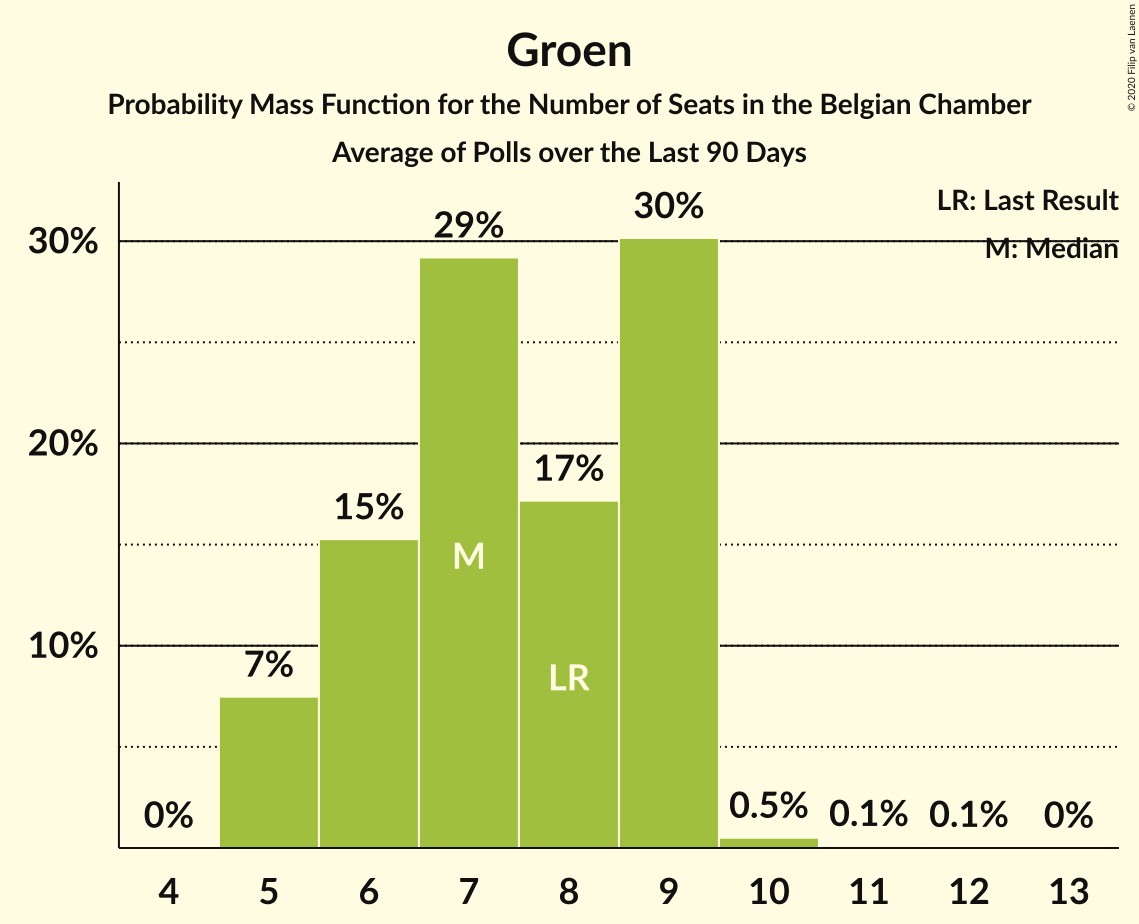 Groen
Probability Mass Function for the Number of Seats in the Belgian Chamber
Average of Polls over the Last 90 Days
© 2020 Filip van Laenen
LR: Last Result
M: Median
30%
20%
10%
0%
7%
15%
29%
17%
30%
0.5%
0.1%
0.1%
0%
M
LR
4 5 6 7 8 9 10 11 12 13